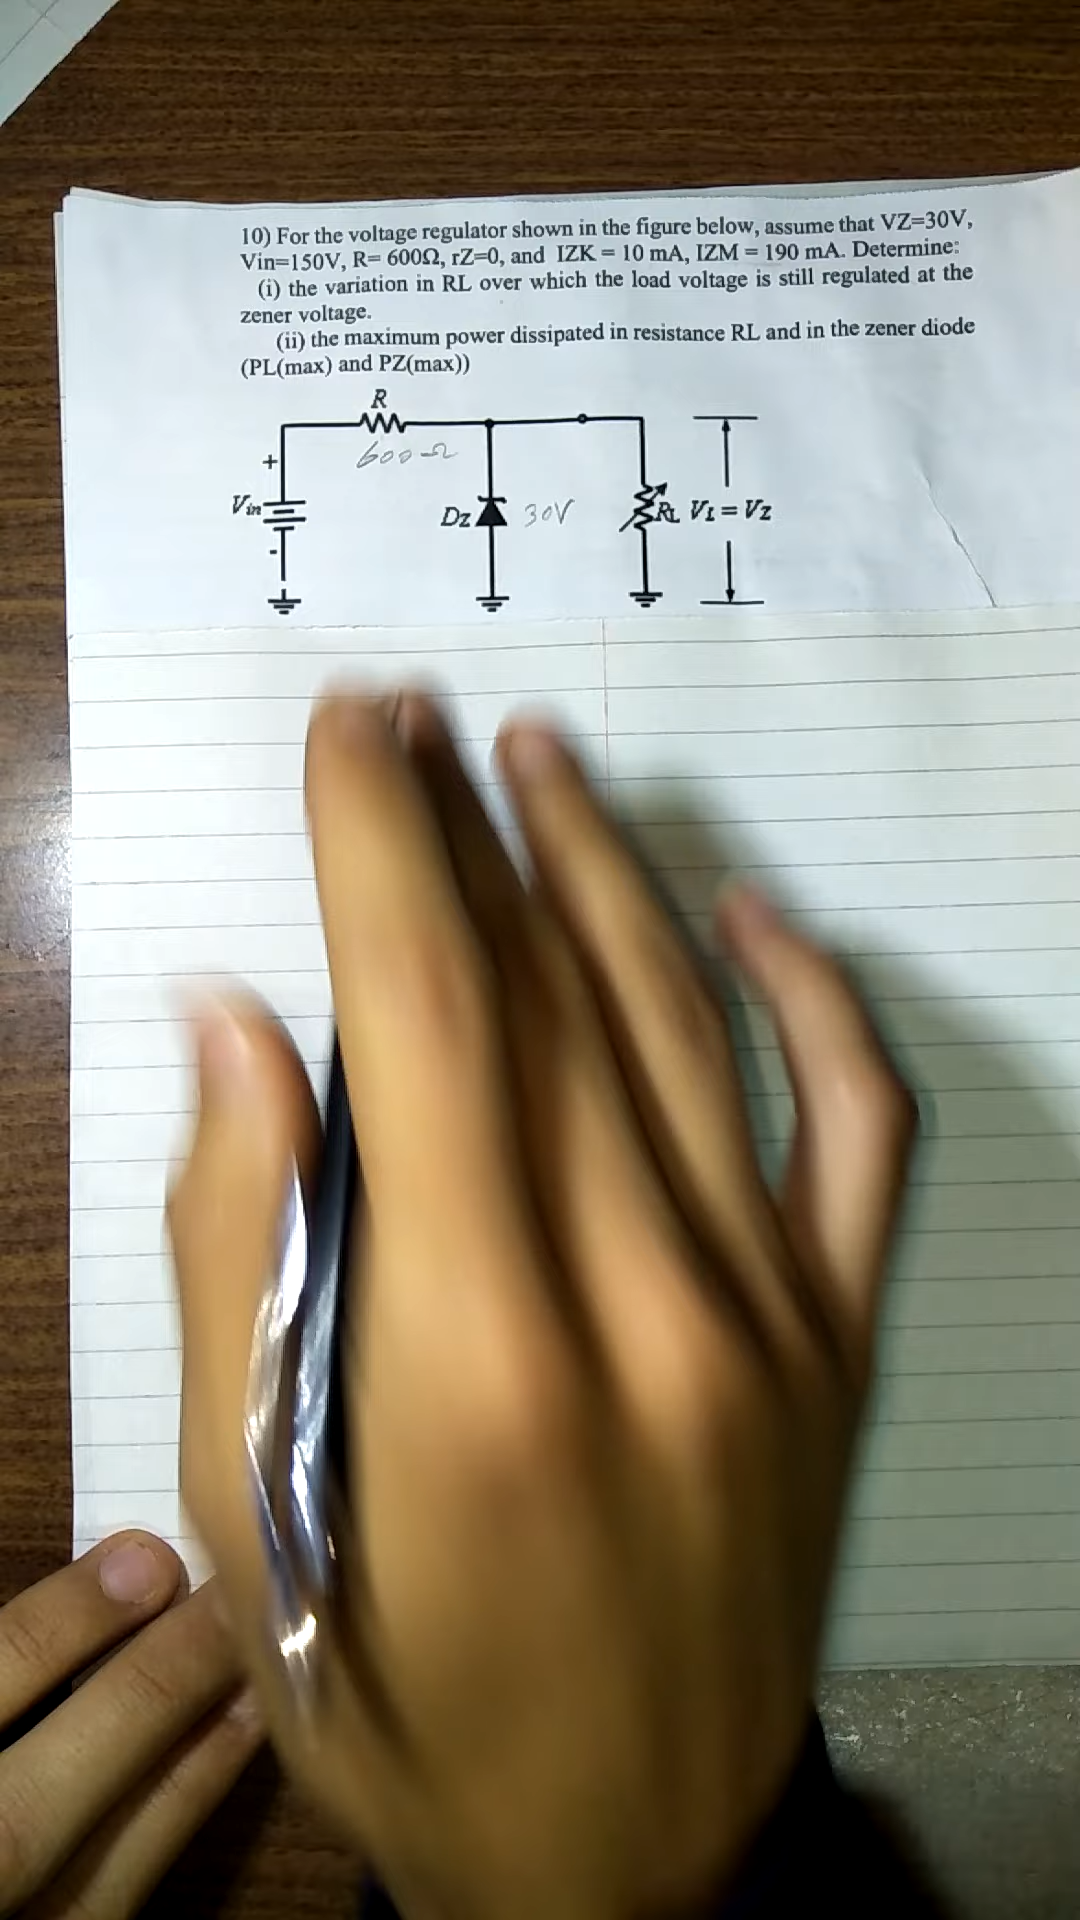 10) For the voltage regulator shown in the figure below, assume that VZ=30V,
Vin=150V, R= 600Ω, rZ=0, and IZK = 10 mA, IZM = 190 mA. Determine:
(i) the variation in RL over which the load voltage is still regulated at the
zener voltage.
(ii) the maximum power dissipated in resistance RL and in the zener diode
(PL(max) and PZ(max))
R
600Ω
+
Vin
-
Dz
30V
RL
VL = VZ